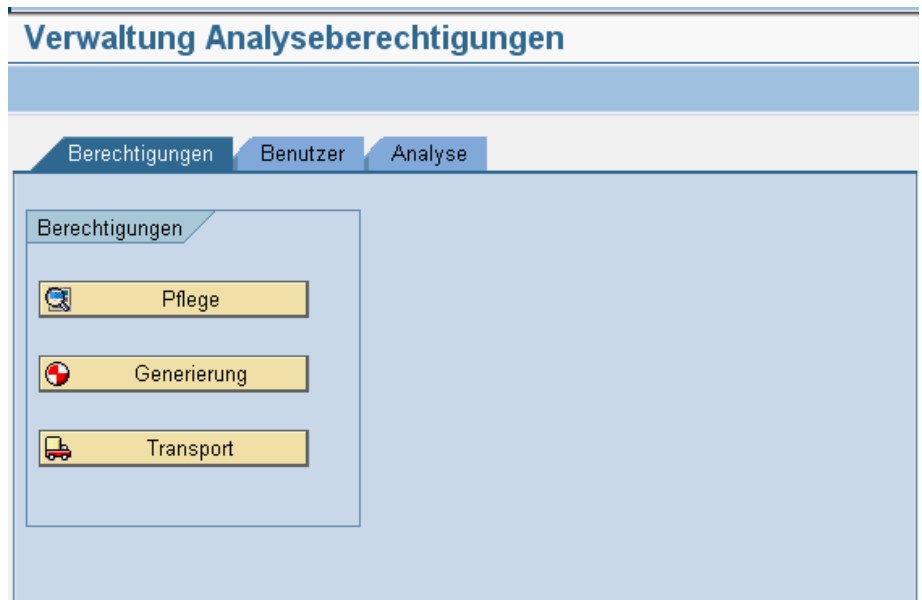 Verwaltung Analyseberechtigungen
Berechtigungen Benutzer Analyse
Berechtigungen
Pflege
Generierung
Transport